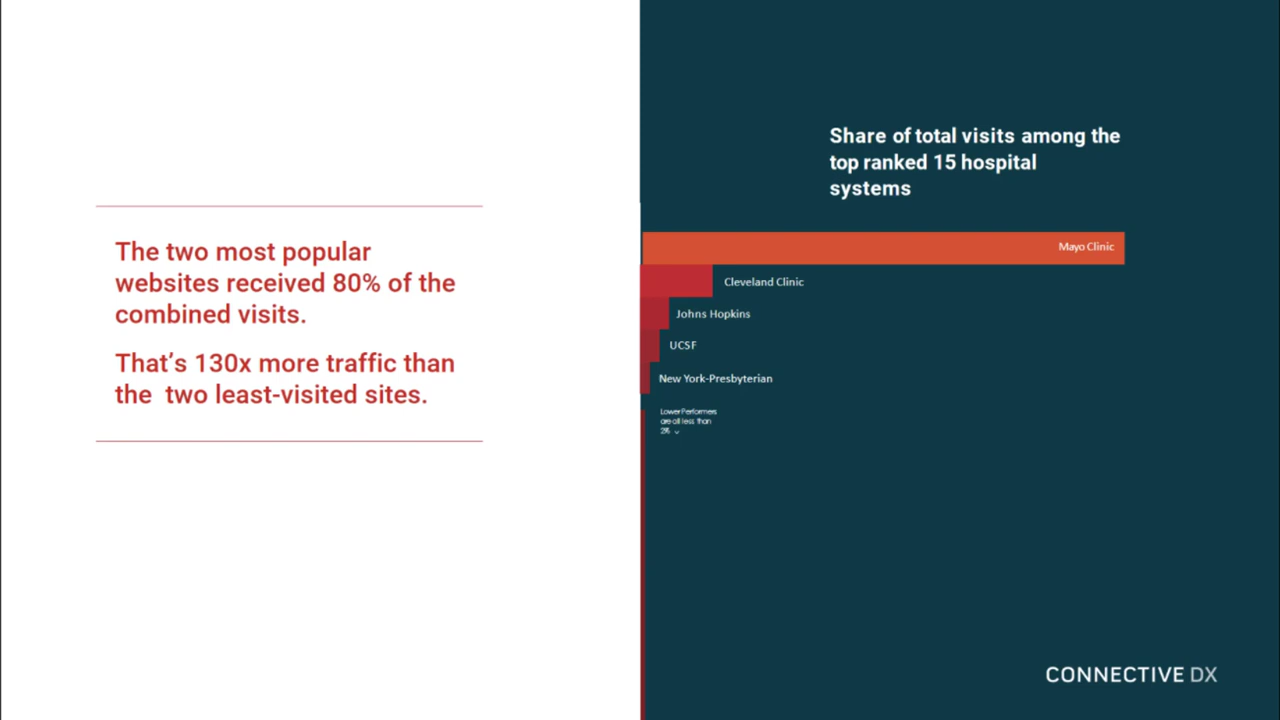 The two most popular
websites received 80% of the
combined visits.
That’s 130x more traffic than
the two least-visited sites.
Share of total visits among the
top ranked 15 hospital
systems
Mayo Clinic
Cleveland Clinic
Johns Hopkins
UCSF
New York-Presbyterian
Lower Performers
are all less than
2%
CONNECTIVE DX